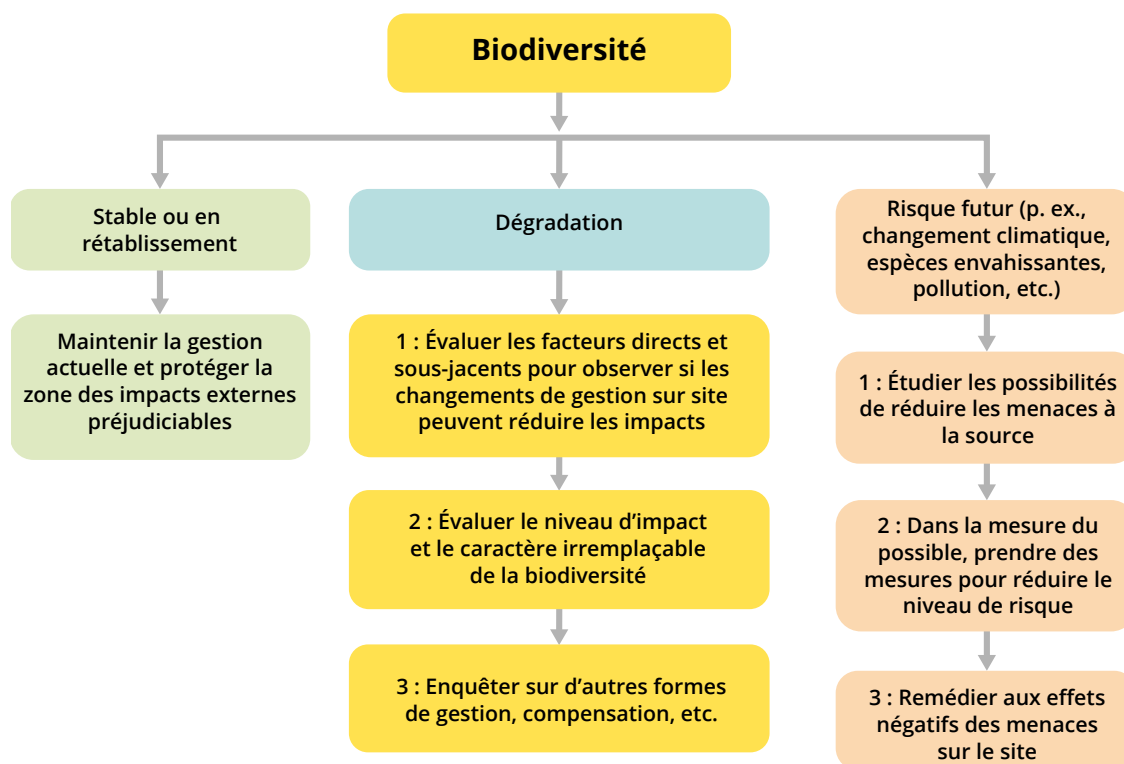 Biodiversité
Stable ou en
rétablissement
Maintenir la gestion
actuelle et protéger la
zone des impacts externes
préjudiciables
Dégradation
1 : Évaluer les facteurs directs et
sous-jacents pour observer si les
changements de gestion sur site
peuvent réduire les impacts
2 : Évaluer le niveau d’impact
et le caractère irremplaçable
de la biodiversité
3 : Enquêter sur d’autres formes
de gestion, compensation, etc.
Risque futur (p. ex.,
changement climatique,
espèces envahissantes,
pollution, etc.)
1 : Étudier les possibilités
de réduire les menaces à
la source
2 : Dans la mesure du
possible, prendre des
mesures pour réduire le
niveau de risque
3 : Remédier aux effets
négatifs des menaces
sur le site